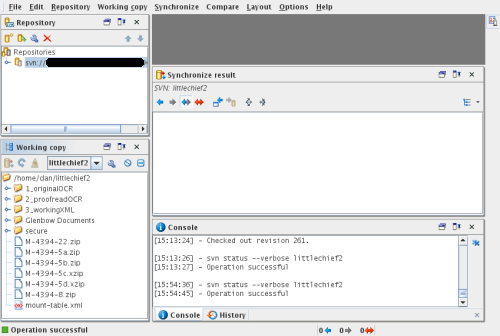 File Edit Repository Working copy Synchronize Compare Layout Options Help
Repository
Repositories
svn://
Synchronize result
SVN: littlechief2
Working copy
littlechief2
/home/dan/littlechief2
1_originalOCR
2_proofreadOCR
3_workingXML
Glenbow Documents
secure
M-4394-22.zip
M-4394-5a.zip
M-4394-5b.zip
M-4394-5c.xzip
M-4394-5d.xzip
M-4394-8.zip
mount-table.xml
Console
[15:13:24] - Checked out revision 261.
[15:13:26] - svn status --verbose littlechief2
[15:13:27] - Operation successful
[15:54:36] - svn status --verbose littlechief2
[15:54:45] - Operation successful
Console History
Operation successful
0 0 0